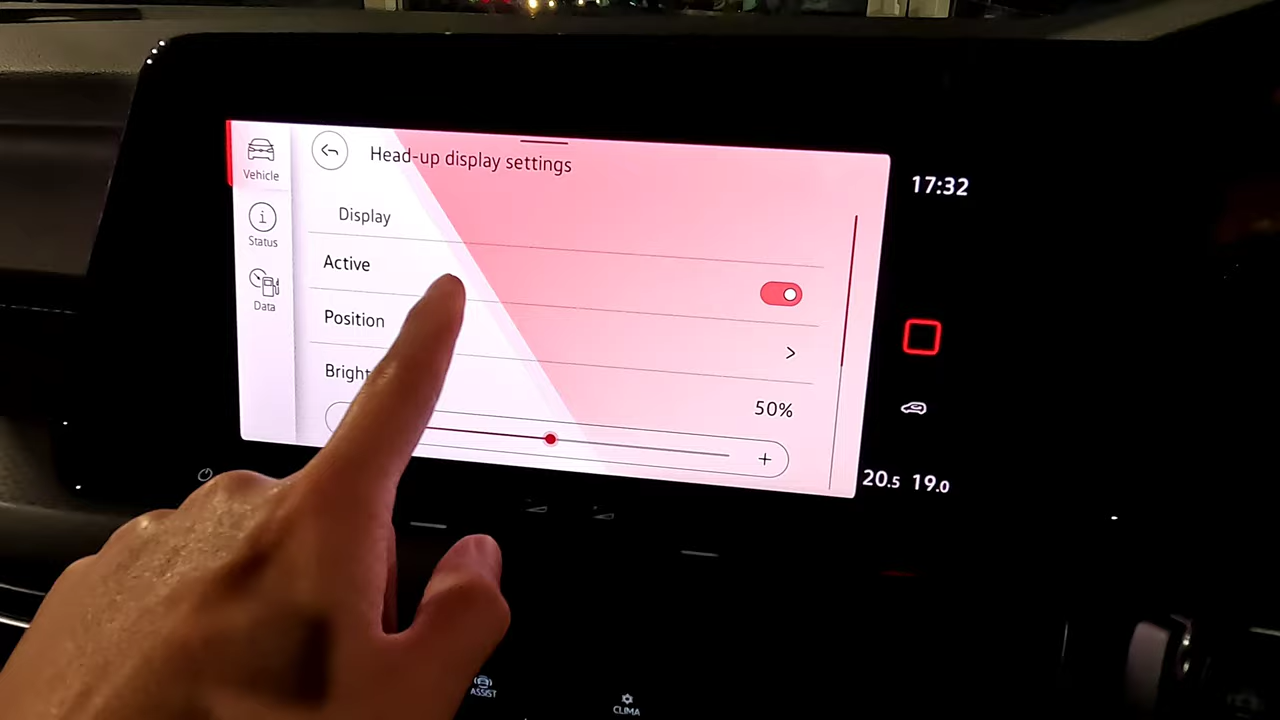 Vehicle
Status
Data
Head-up display settings
Display
Active
Position
Bright
50%
17:32
20.5 19.0
ASSIST
CLIMA